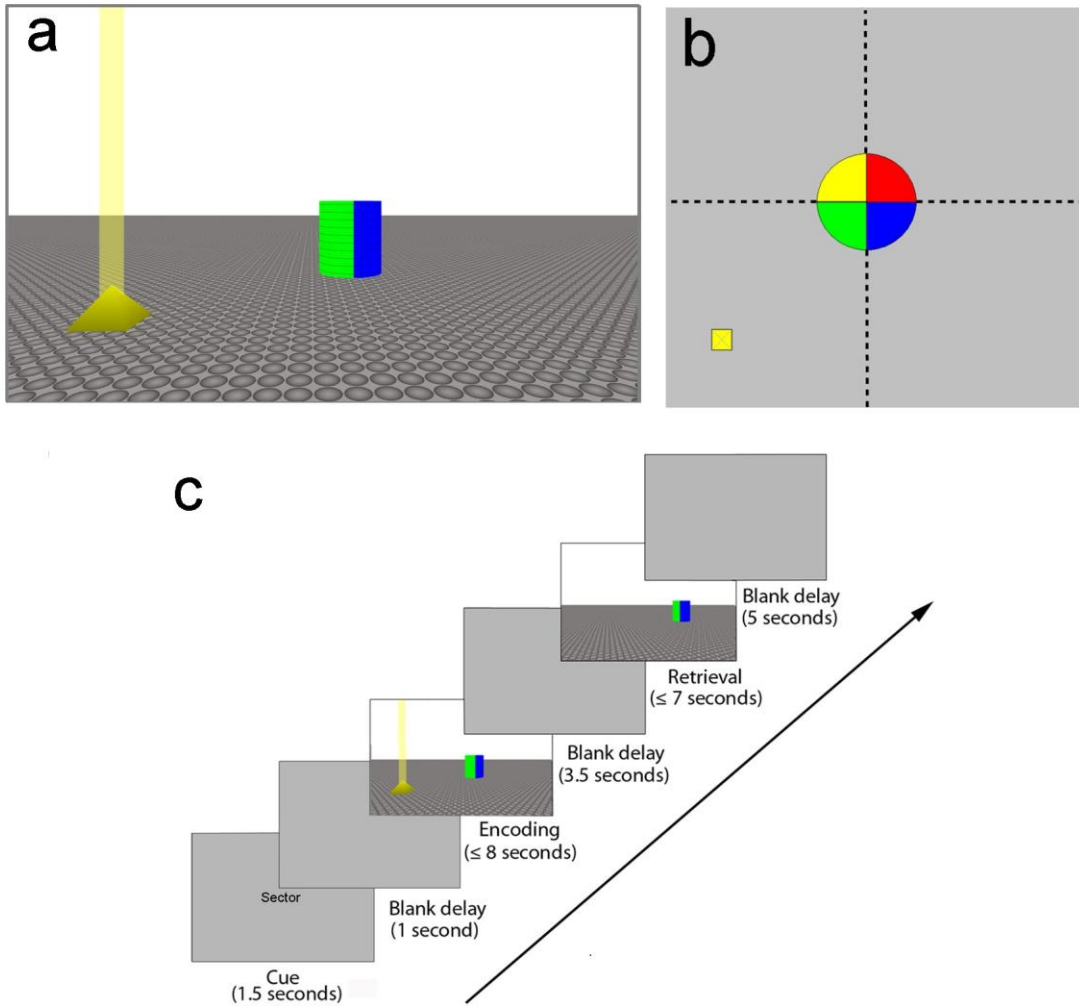 a
b
c
Sector
Cue
(1.5 seconds)
Blank delay
(1 second)
Encoding
(≤ 8 seconds)
Blank delay
(3.5 seconds)
Retrieval
(≤ 7 seconds)
Blank delay
(5 seconds)